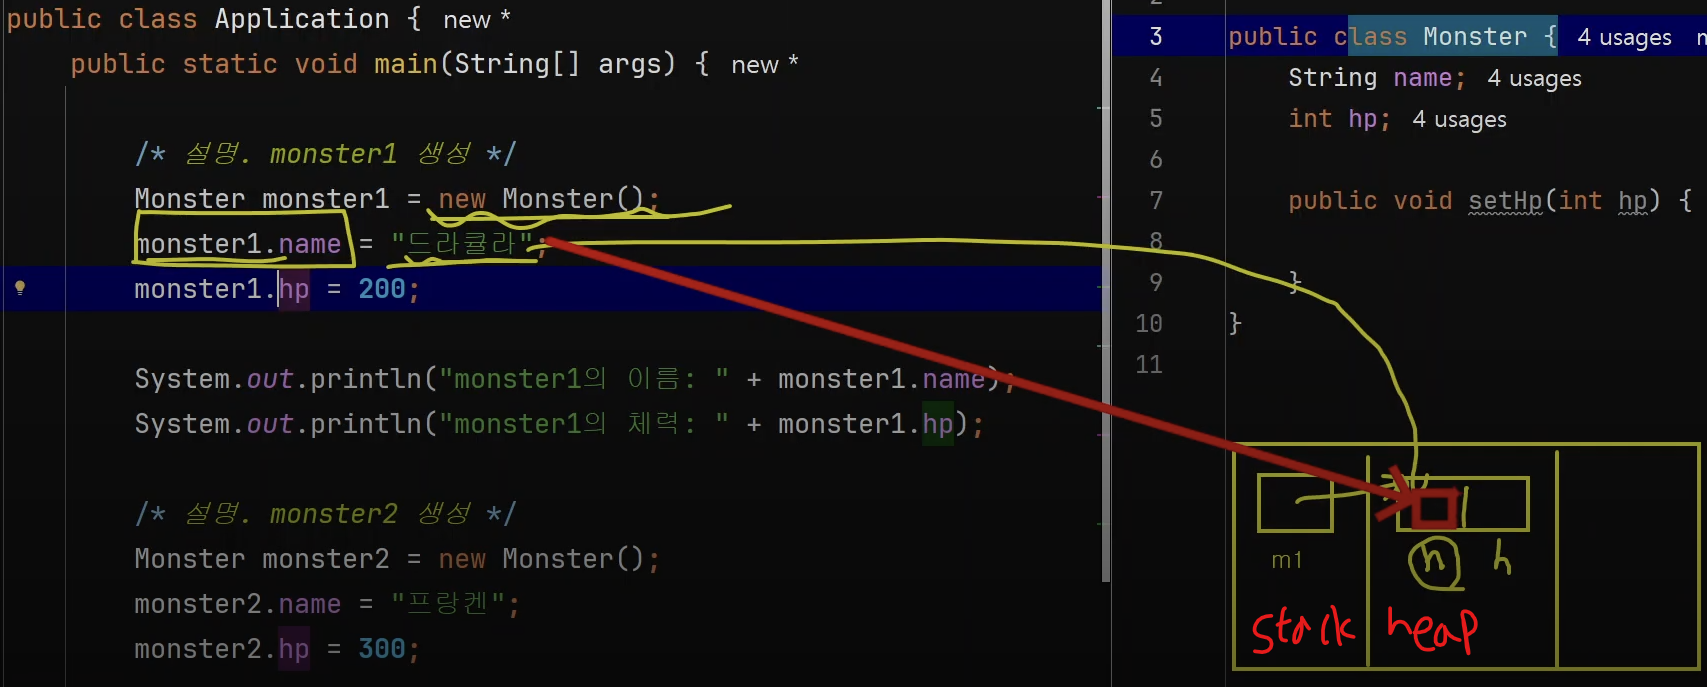 public class Application { new *
public static void main(String[] args) { new *
/* 설명. monster1 생성 */
Monster monster1 = new Monster();
monster1.name = "드라큘라";
monster1.hp = 200;
System.out.println("monster1의 이름: " + monster1.name);
System.out.println("monster1의 체력: " + monster1.hp);
/* 설명. monster2 생성 */
Monster monster2 = new Monster();
monster2.name = "프랑켄";
monster2.hp = 300;
3 public class Monster { 4 usages
4 String name; 4 usages
5 int hp; 4 usages
6
7 public void setHp(int hp) {
8
9 }
10 }
11
m1
n h
stack heap